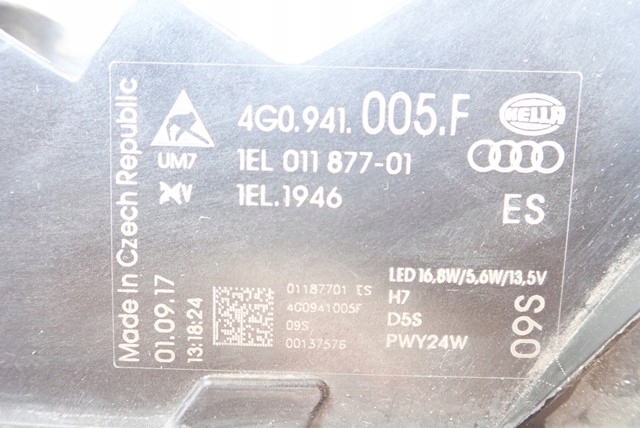 4G0.941. 005.F
HELLA
UM7
1EL 011 877-01
1EL.1946
ES
Made in Czech Republic
01.09.17
13:18:24
01187701 ES
4G0941005F
09S
00137576
LED 16,8W/5,6W/13,5V
H7
D5S
PWY24W
09S